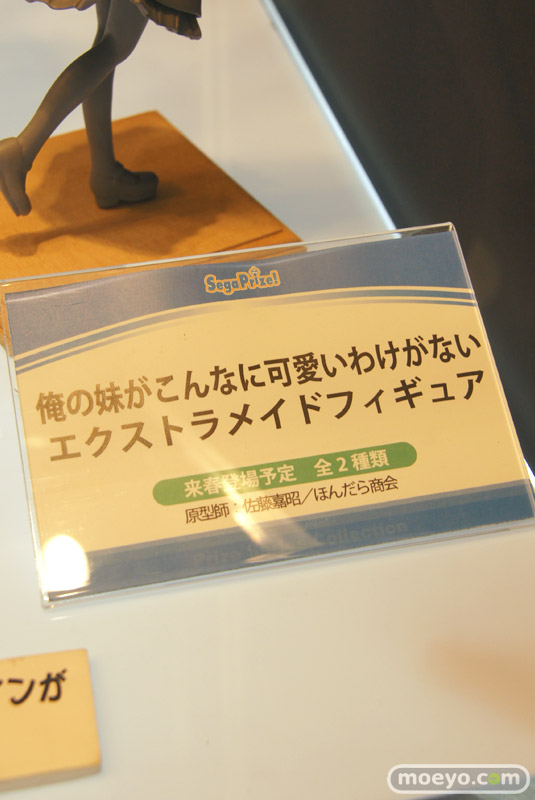 SegaPrize!
俺の妹がこんなに可愛いわけがない
エクストラメイドフィギュア
来春登場予定 全2種類
原型師：佐藤嘉昭／ほんだら商会
Collection
ンが
moeyo.com